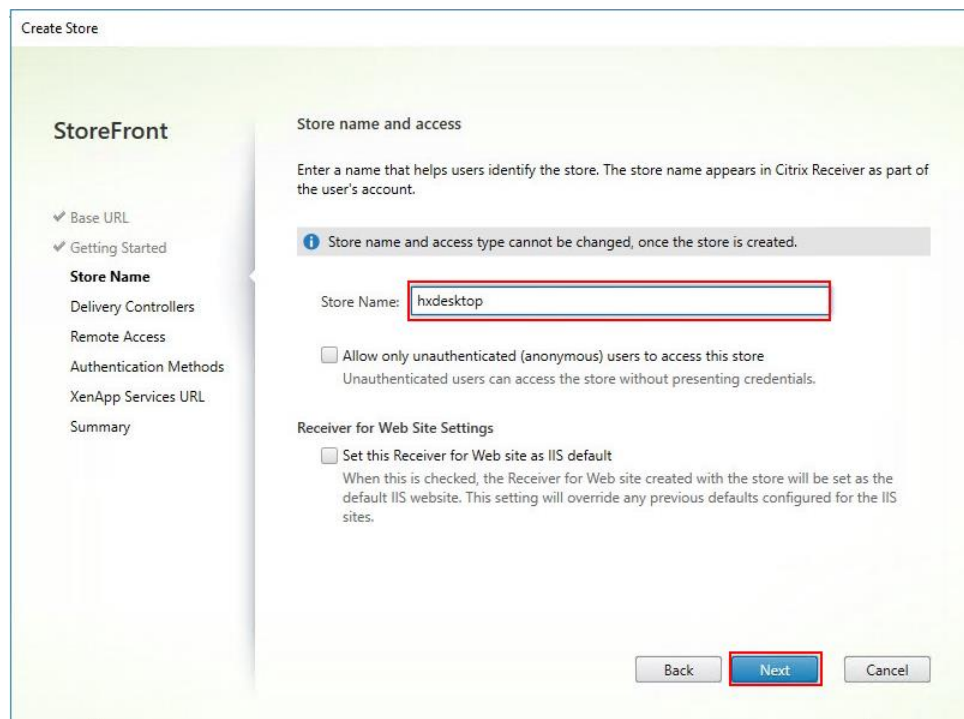 Create Store
StoreFront
Base URL
Getting Started
Store Name
Delivery Controllers
Remote Access
Authentication Methods
XenApp Services URL
Summary
Store name and access
Enter a name that helps users identify the store. The store name appears in Citrix Receiver as part of
the user's account.
Store name and access type cannot be changed, once the store is created.
Store Name: hxdesktop
Allow only unauthenticated (anonymous) users to access this store
Unauthenticated users can access the store without presenting credentials.
Receiver for Web Site Settings
Set this Receiver for Web site as IIS default
When this is checked, the Receiver for Web site created with the store will be set as the
default IIS website. This setting will override any previous defaults configured for the IIS
sites.
Back Next Cancel